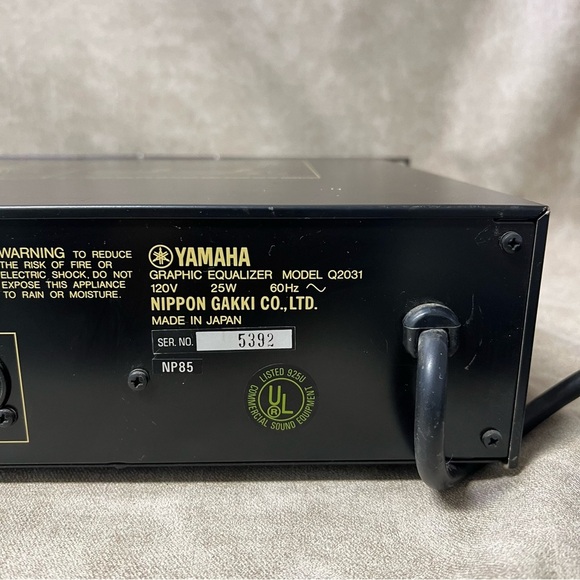 WARNING TO REDUCE
THE RISK OF FIRE OR
ELECTRIC SHOCK, DO NOT
EXPOSE THIS APPLIANCE
TO RAIN OR MOISTURE.
YAMAHA
GRAPHIC EQUALIZER MODEL Q2031
120V 25W 60Hz ～
NIPPON GAKKI CO., LTD.
MADE IN JAPAN
SER. NO. 5392
NP85
LISTED 925U
UL
®
COMMERCIAL SOUND EQUIPMENT